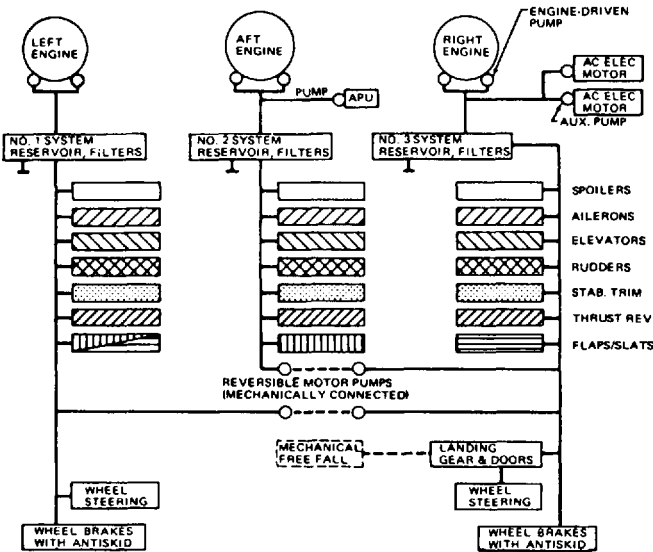 LEFT
ENGINE
AFT
ENGINE
RIGHT
ENGINE
ENGINE-DRIVEN
PUMP
AC ELEC
MOTOR
PUMP
APU
AC ELEC
MOTOR
AUX. PUMP
NO. 1 SYSTEM
RESERVOIR, FILTERS
NO. 2 SYSTEM
RESERVOIR, FILTERS
NO. 3 SYSTEM
RESERVOIR, FILTERS
SPOILERS
AILERONS
ELEVATORS
RUDDERS
STAB. TRIM
THRUST REV
FLAPS/SLATS
REVERSIBLE MOTOR PUMPS
(MECHANICALLY CONNECTED)
MECHANICAL
FREE FALL
LANDING
GEAR & DOORS
WHEEL
STEERING
WHEEL
STEERING
WHEEL BRAKES
WITH ANTISKID
WHEEL BRAKES
WITH ANTISKID